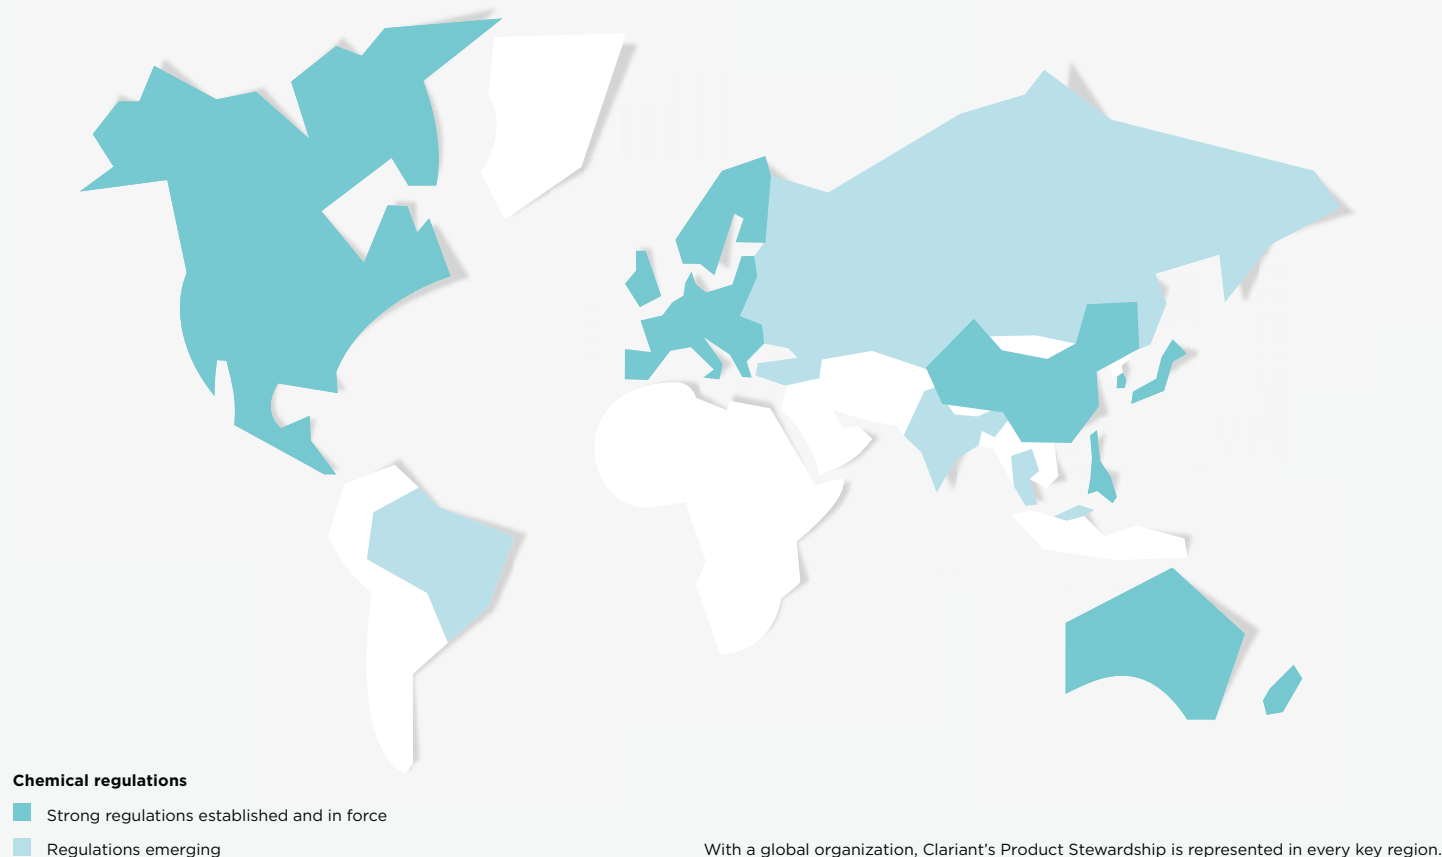 Chemical regulations
Strong regulations established and in force
Regulations emerging
With a global organization, Clariant's Product Stewardship is represented in every key region.